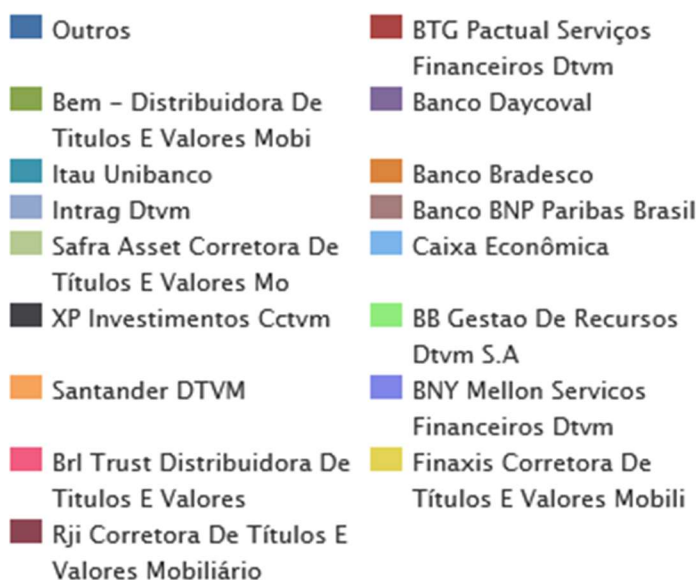 Outros
BTG Pactual Serviços
Financeiros Dtvm
Bem - Distribuidora De
Titulos E Valores Mobi
Banco Daycoval
Itau Unibanco
Banco Bradesco
Intrag Dtvm
Banco BNP Paribas Brasil
Safra Asset Corretora De
Títulos E Valores Mo
Caixa Econômica
XP Investimentos Cctvm
BB Gestao De Recursos
Dtvm S.A
Santander DTVM
BNY Mellon Servicos
Financeiros Dtvm
Brl Trust Distribuidora De
Titulos E Valores
Finaxis Corretora De
Títulos E Valores Mobili
Rji Corretora De Títulos E
Valores Mobiliário